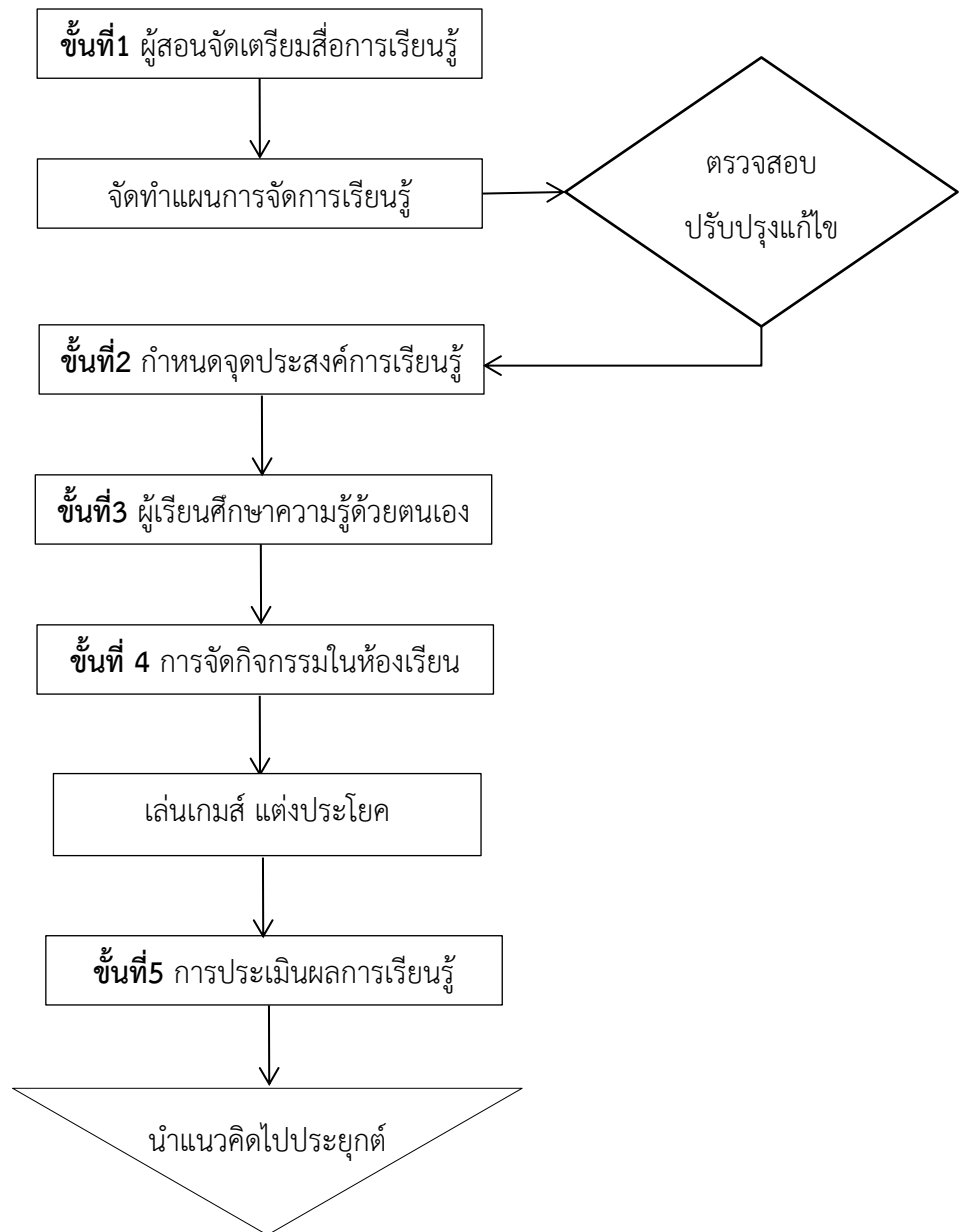 ขั้นที่1 ผู้สอนจัดเตรียมสื่อการเรียนรู้
จัดทำแผนการจัดการเรียนรู้
ตรวจสอบ
ปรับปรุงแก้ไข
ขั้นที่2 กำหนดจุดประสงค์การเรียนรู้
ขั้นที่3 ผู้เรียนศึกษาความรู้ด้วยตนเอง
ขั้นที่ 4 การจัดกิจกรรมในห้องเรียน
เล่นเกมส์ แต่งประโยค
ขั้นที่5 การประเมินผลการเรียนรู้
นำแนวคิดไปประยุกต์